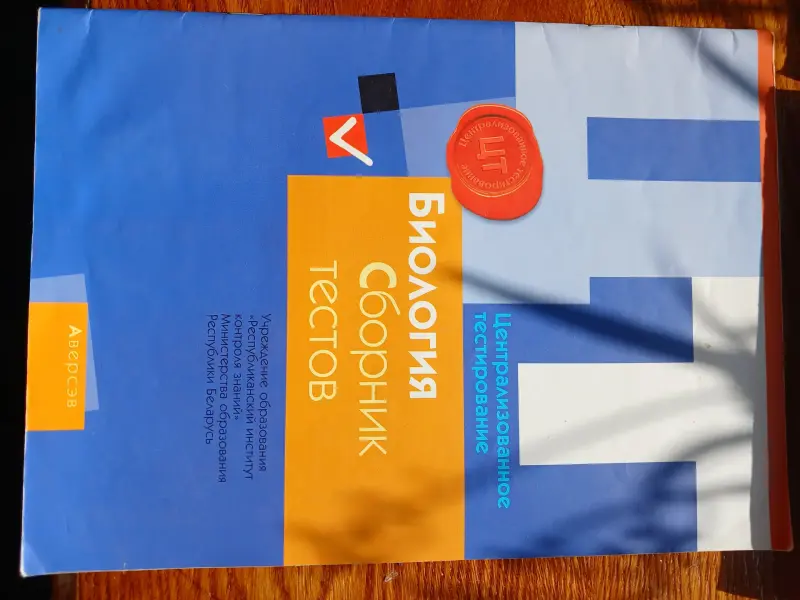 ЦТ
Централизованное тестирование
ЦТ
Централизованное
тестирование
Биология
Сборник
тестов
Учреждение образования
«Республиканский институт
контроля знаний»
Министерства образования
Республики Беларусь
Аверсэв